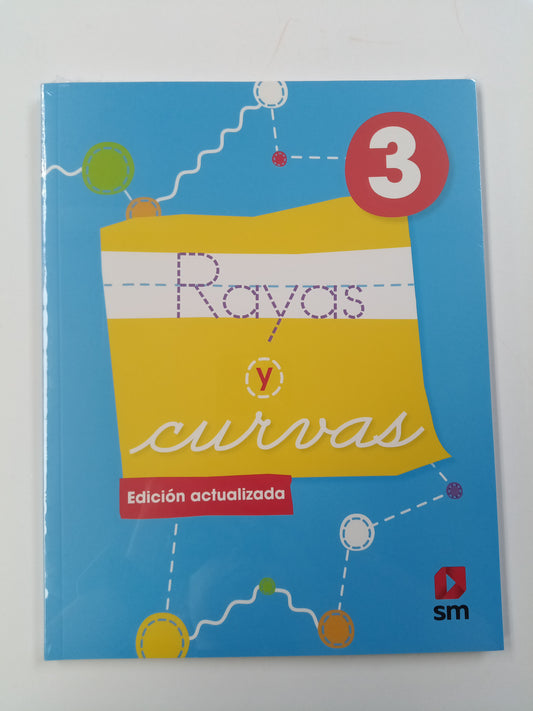 3
Rayas
y
curvas
Edición actualizada
sm